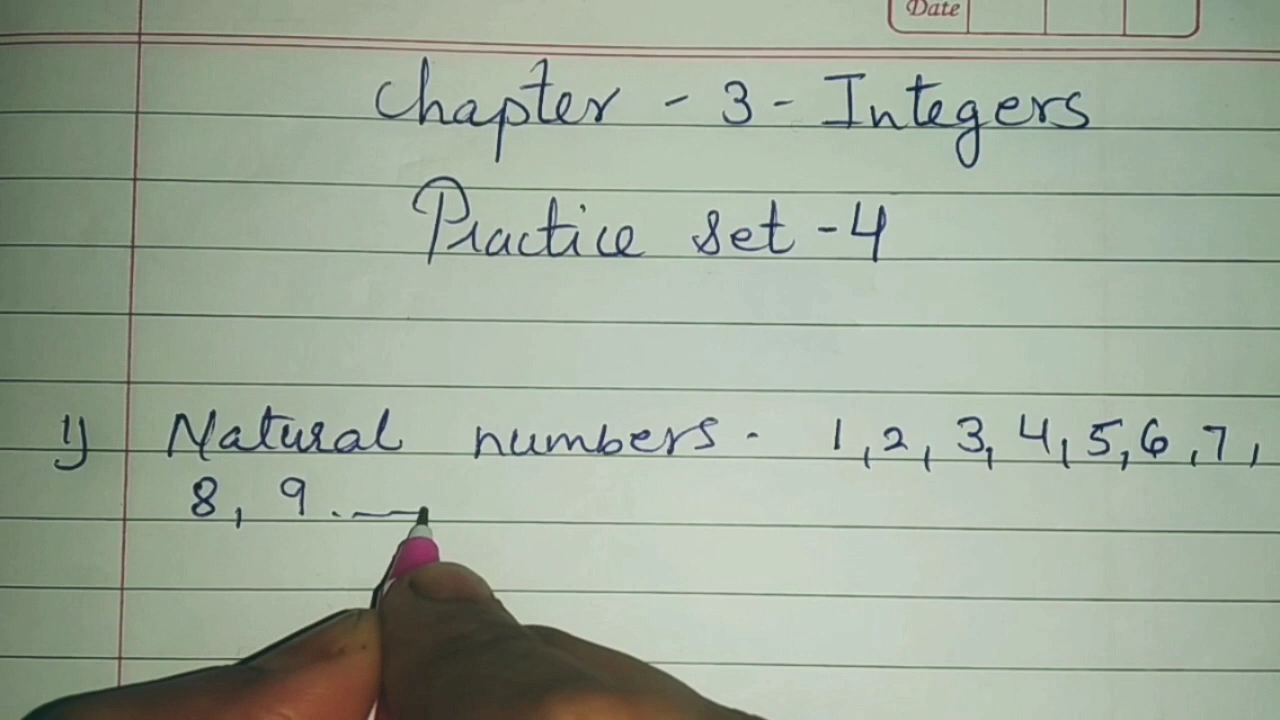 Date
Chapter - 3 - Integers
Practice set - 4
1) Natural numbers - 1, 2, 3, 4, 5, 6, 7,
8, 9. —